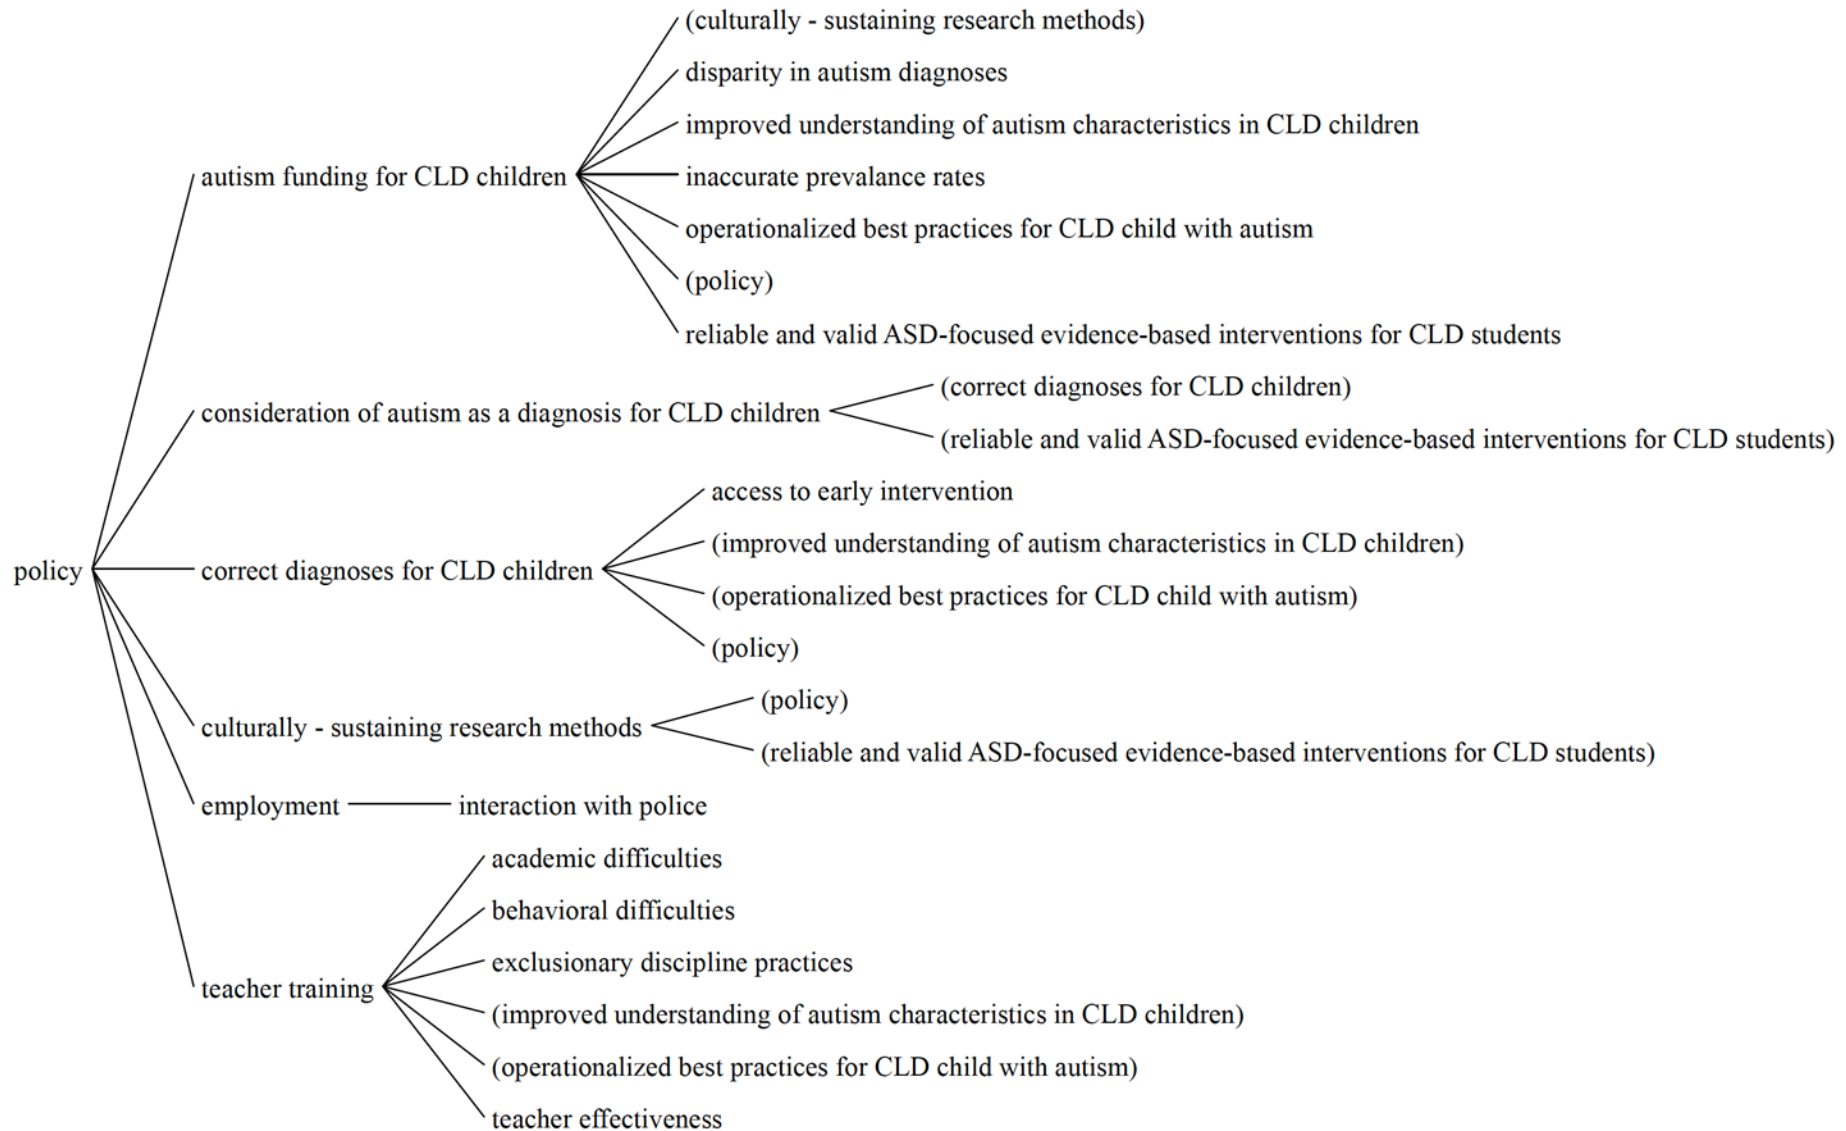 (culturally - sustaining research methods)
disparity in autism diagnoses
improved understanding of autism characteristics in CLD children
autism funding for CLD children
inaccurate prevalance rates
operationalized best practices for CLD child with autism
(policy)
reliable and valid ASD-focused evidence-based interventions for CLD students
(correct diagnoses for CLD children)
consideration of autism as a diagnosis for CLD children
(reliable and valid ASD-focused evidence-based interventions for CLD students)
access to early intervention
(improved understanding of autism characteristics in CLD children)
policy
correct diagnoses for CLD children
(operationalized best practices for CLD child with autism)
(policy)
(policy)
culturally - sustaining research methods
(reliable and valid ASD-focused evidence-based interventions for CLD students)
employment
interaction with police
academic difficulties
behavioral difficulties
exclusionary discipline practices
teacher training
(improved understanding of autism characteristics in CLD children)
(operationalized best practices for CLD child with autism)
teacher effectiveness